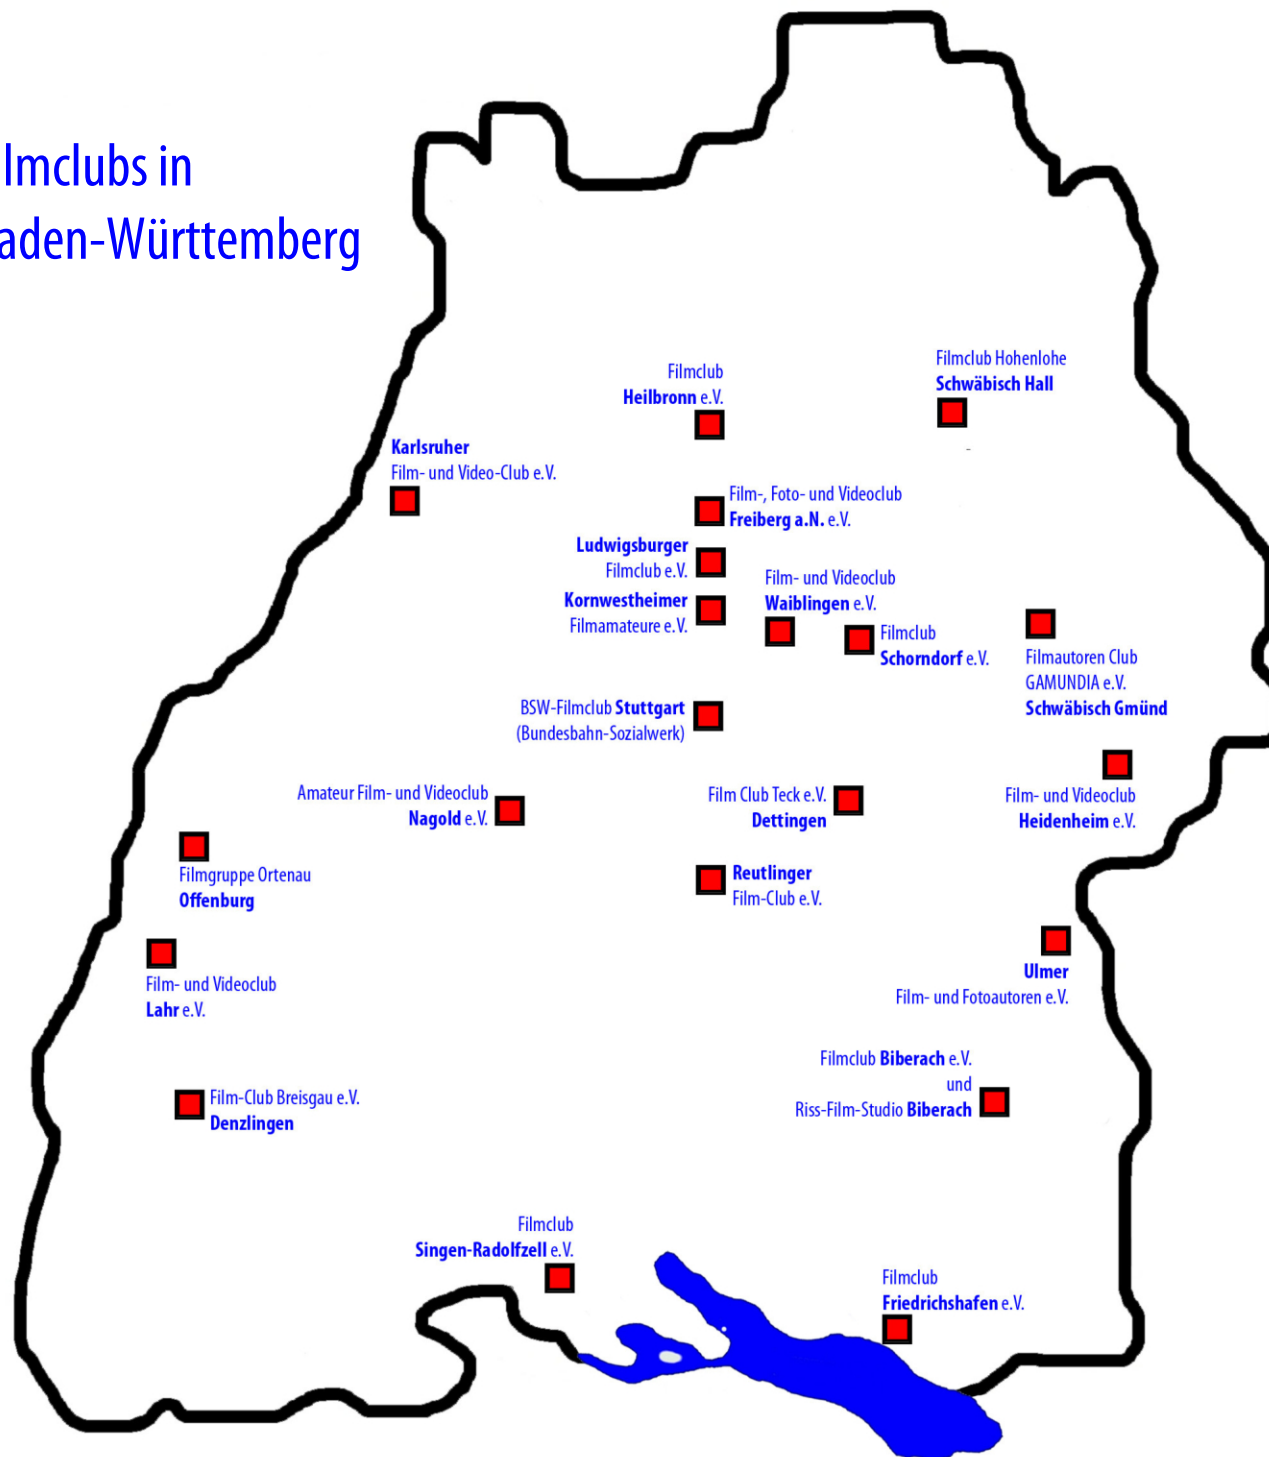 lmclubs in
aden-Württemberg
Filmclub Hohenlohe
Schwäbisch Hall
Filmclub
Heilbronn e.V.
Karlsruher
Film- und Video-Club e.V.
Film-, Foto- und Videoclub
Freiberg a.N. e.V.
Ludwigsburger
Filmclub e.V.
Kornwestheimer
Filmamateure e.V.
Film- und Videoclub
Waiblingen e.V.
Filmclub
Schorndorf e.V.
Filmautoren Club
GAMUNDIA e.V.
Schwäbisch Gmünd
BSW-Filmclub Stuttgart
(Bundesbahn-Sozialwerk)
Amateur Film- und Videoclub
Nagold e.V.
Film Club Teck e.V.
Dettingen
Film- und Videoclub
Heidenheim e.V.
Filmgruppe Ortenau
Offenburg
Reutlinger
Film-Club e.V.
Film- und Videoclub
Lahr e.V.
Ulmer
Film- und Fotoautoren e.V.
Filmclub Biberach e.V.
und
Riss-Film-Studio Biberach
Film-Club Breisgau e.V.
Denzlingen
Filmclub
Singen-Radolfzell e.V.
Filmclub
Friedrichshafen e.V.